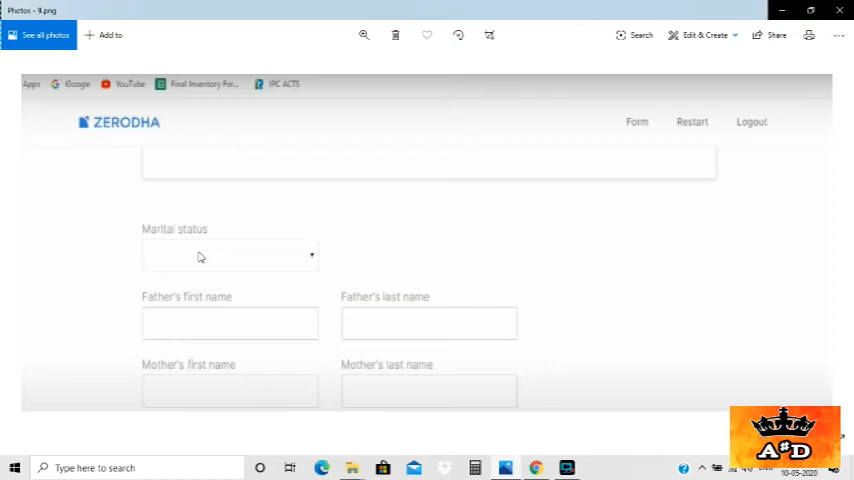 Photos - 9.png
See all photos
Add to
Search
Edit & Create
Share
Apps
Google
YouTube
Final Inventory For...
IPC ACTS
ZERODHA
Form
Restart
Logout
Marital status
Father's first name
Father's last name
Mother's first name
Mother's last name
A#D
Type here to search
10-05-2020